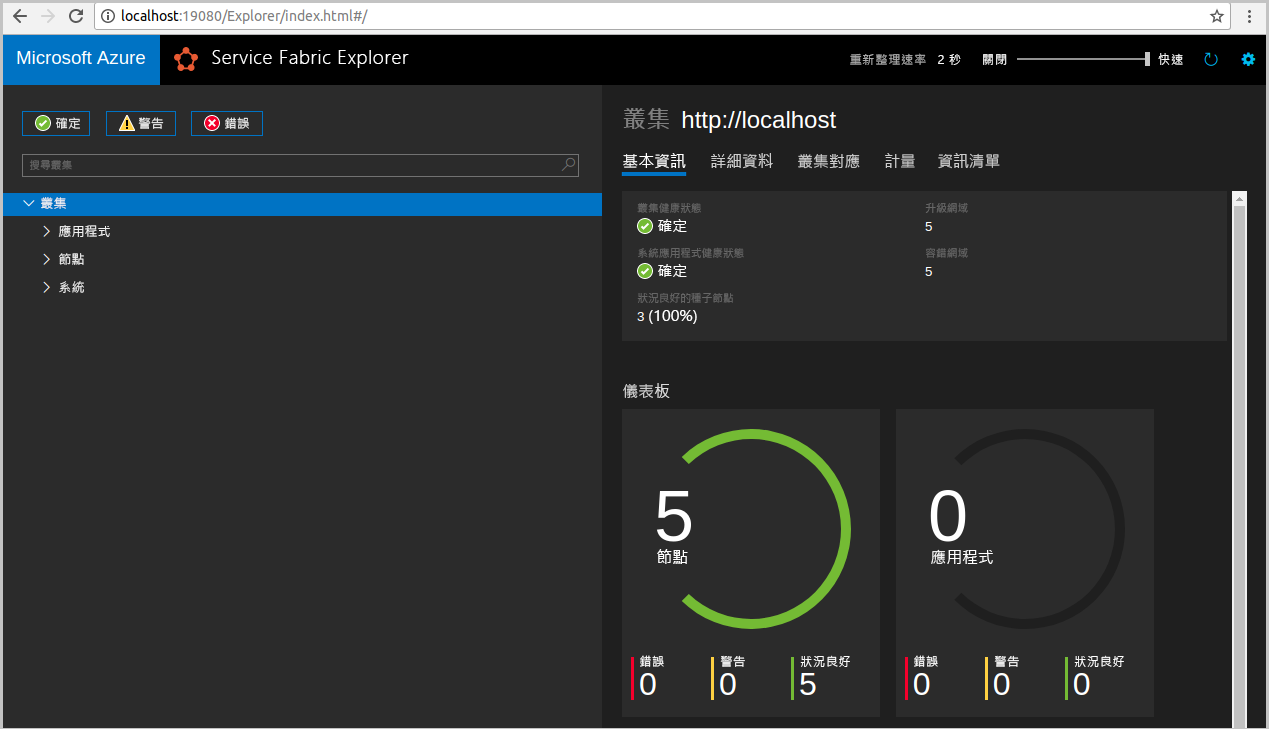 localhost:19080/Explorer/index.html#/
Microsoft Azure Service Fabric Explorer 重新整理速率 2 秒 關閉 快速
確定 警告 錯誤
搜尋叢集
叢集
應用程式
節點
系統
叢集 http://localhost
基本資訊 詳細資料 叢集對應 計量 資訊清單
叢集健康狀態 升級網域
確定 5
系統應用程式健康狀態 容錯網域
確定 5
狀況良好的種子節點
3 (100%)
儀表板
5
節點
錯誤 警告 狀況良好
0 0 5
0
應用程式
錯誤 警告 狀況良好
0 0 0